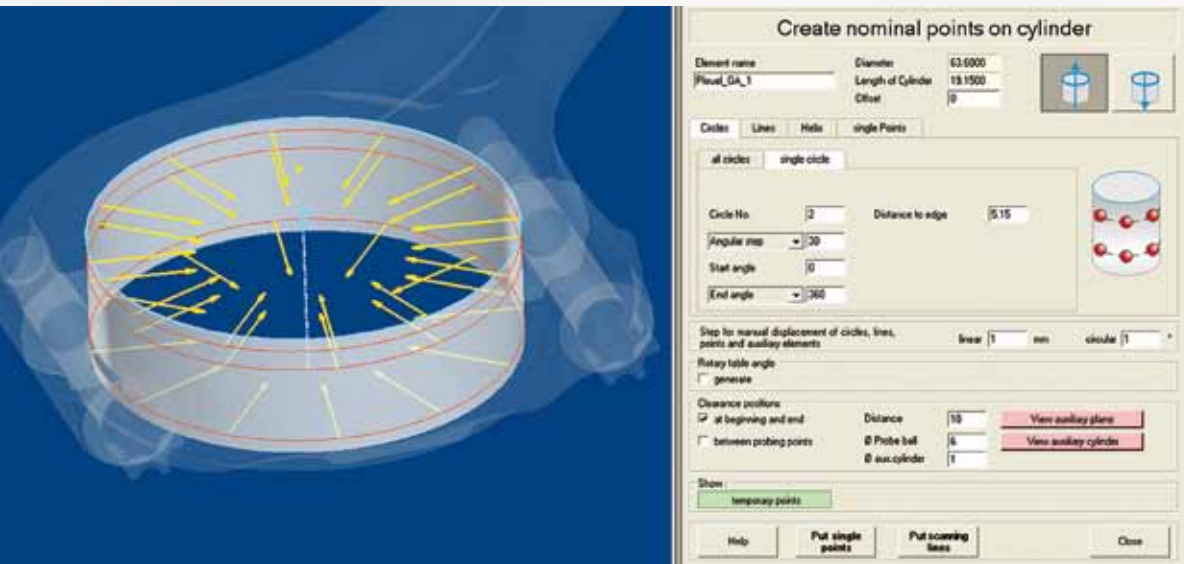 Create nominal points on cylinder
Element name
Diameter 63.6000
Pleuel_GA_1
Length of Cylinder 19.1500
Offset 0
Circles Lines Helix single Points
all circles single circle
Circle No. 2 Distance to edge 5.15
Angular step 30
Start angle 0
End angle 360
Step for manual displacement of circles, lines,
points and auxiliary elements linear 1 mm circular 1 °
Rotary table angle
generate
Clearance positions
at beginning and end Distance 10 View auxiliary plane
between probing points Ø Probe ball 6 View auxiliary cylinder
Ø aux.cylinder 1
Show :
temporary points
Help Put single points Put scanning lines Close